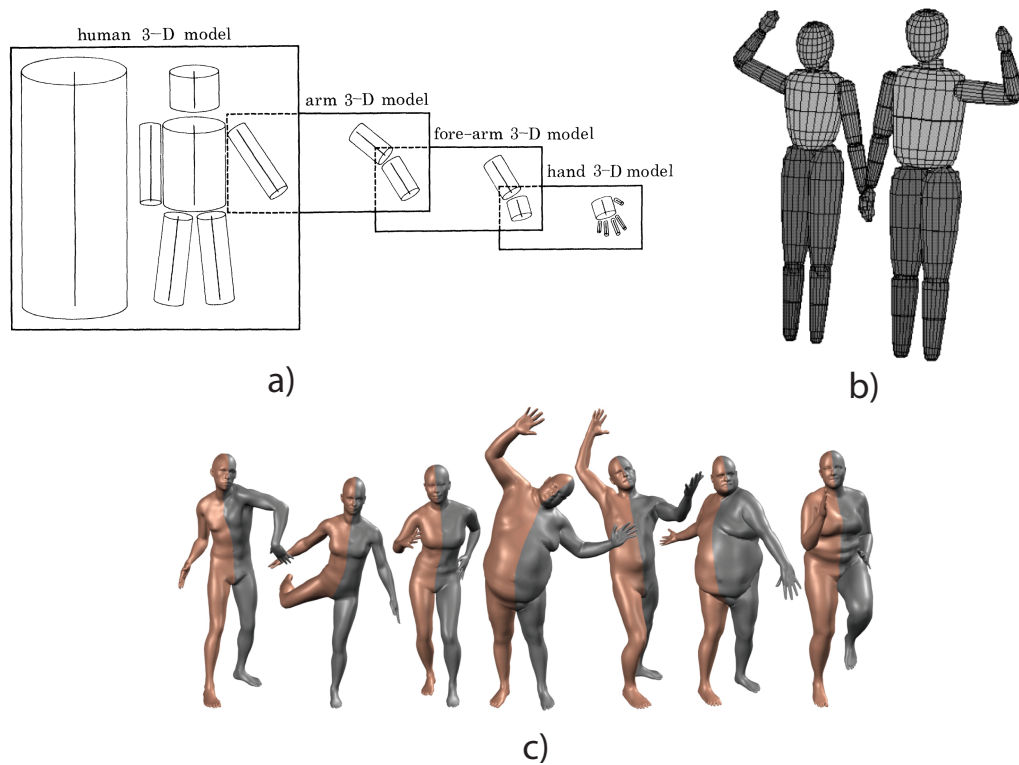 human 3-D model
arm 3-D model
fore-arm 3-D model
hand 3-D model
a)
b)
c)